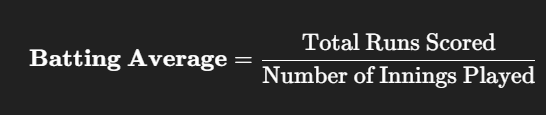 Batting Average = Total Runs Scored / Number of Innings Played